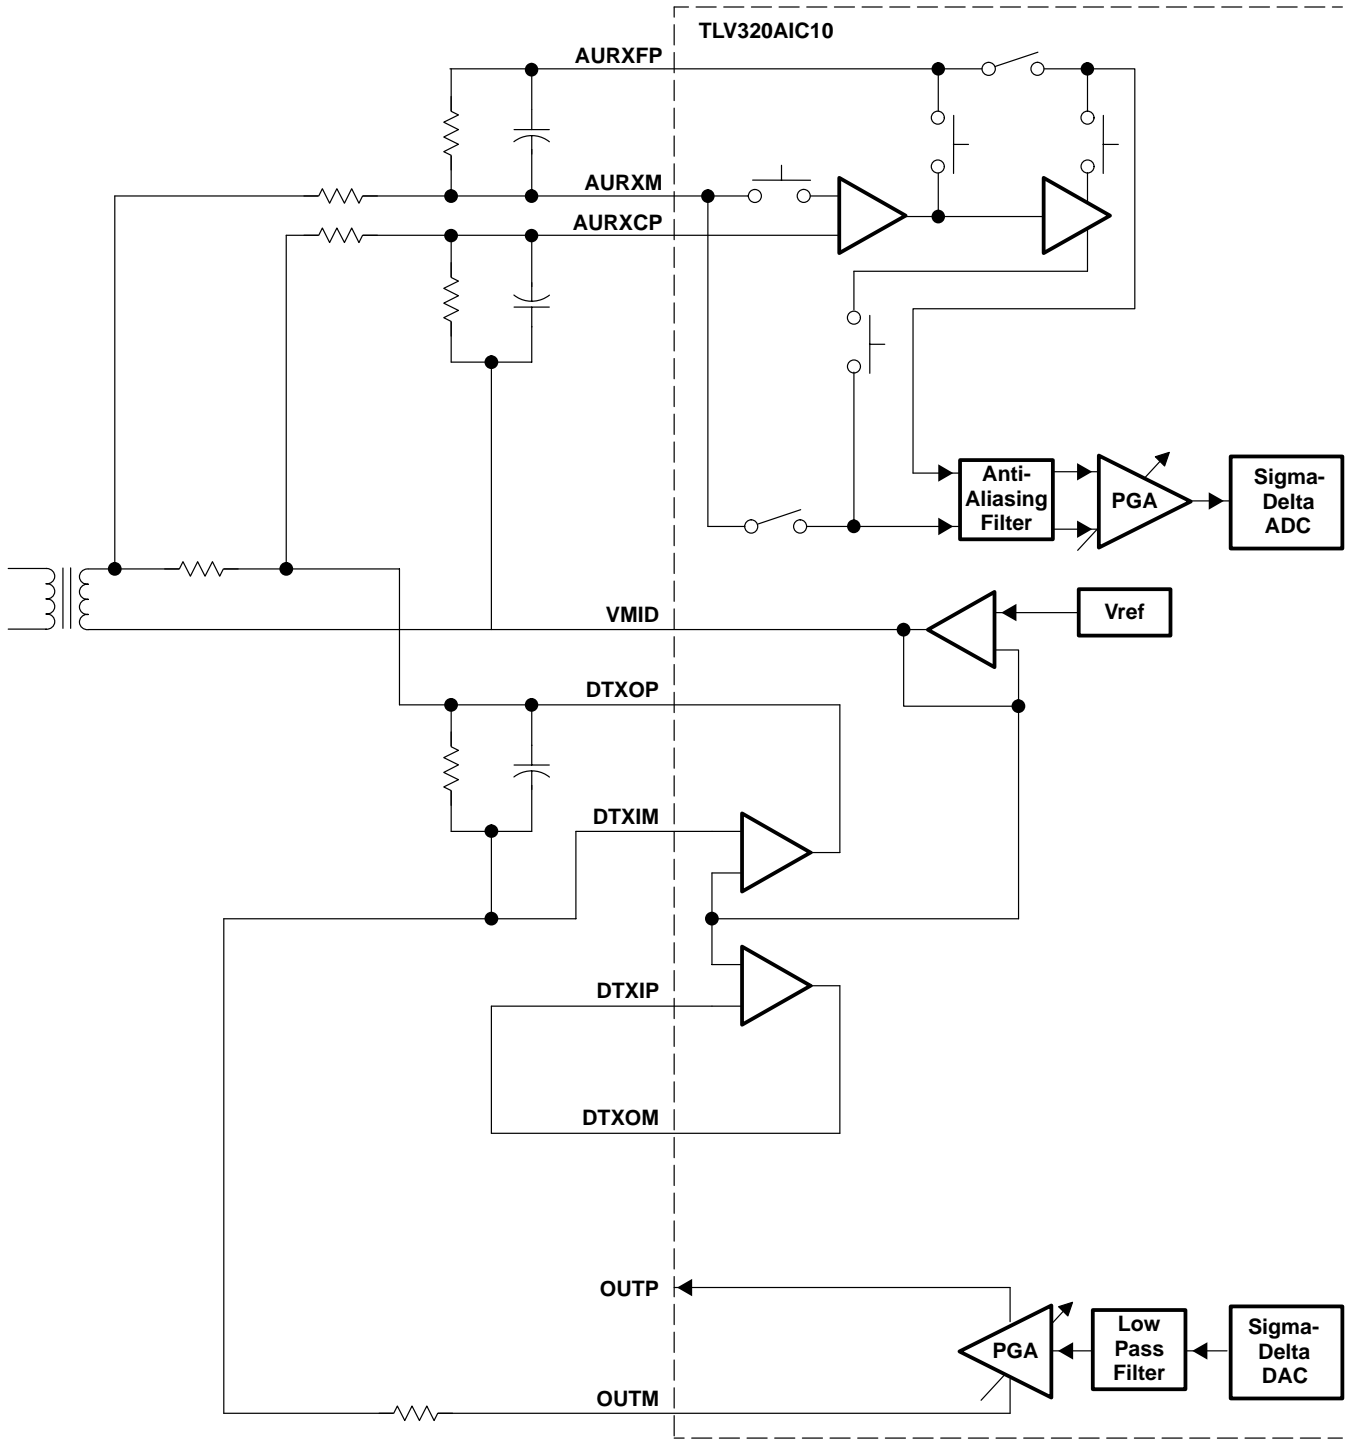 TLV320AIC10
AURXFP
AURXM
AURXCP
Anti-
Aliasing
Filter
PGA
Sigma-
Delta
ADC
VMID
Vref
DTXOP
DTXIM
DTXIP
DTXOM
OUTP
PGA
Low
Pass
Filter
Sigma-
Delta
DAC
OUTM